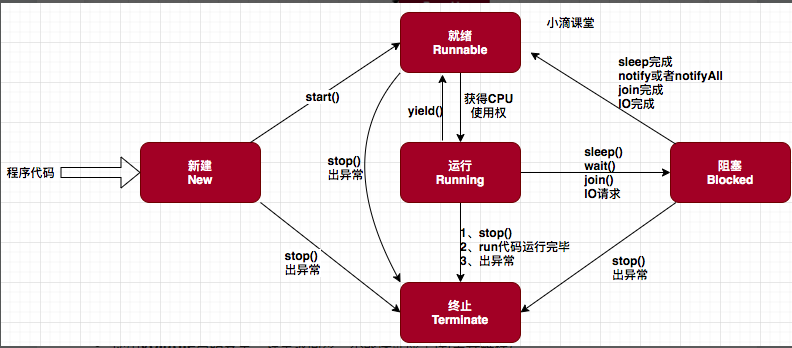 小滴课堂
就绪
Runnable
sleep完成
notify或者notifyAll
join完成
IO完成
start()
yield()
获得CPU
使用权
程序代码
新建
New
stop()
出异常
运行
Running
sleep()
wait()
join()
IO请求
阻塞
Blocked
stop()
出异常
1、stop()
2、run代码运行完毕
3、出异常
stop()
出异常
终止
Terminate